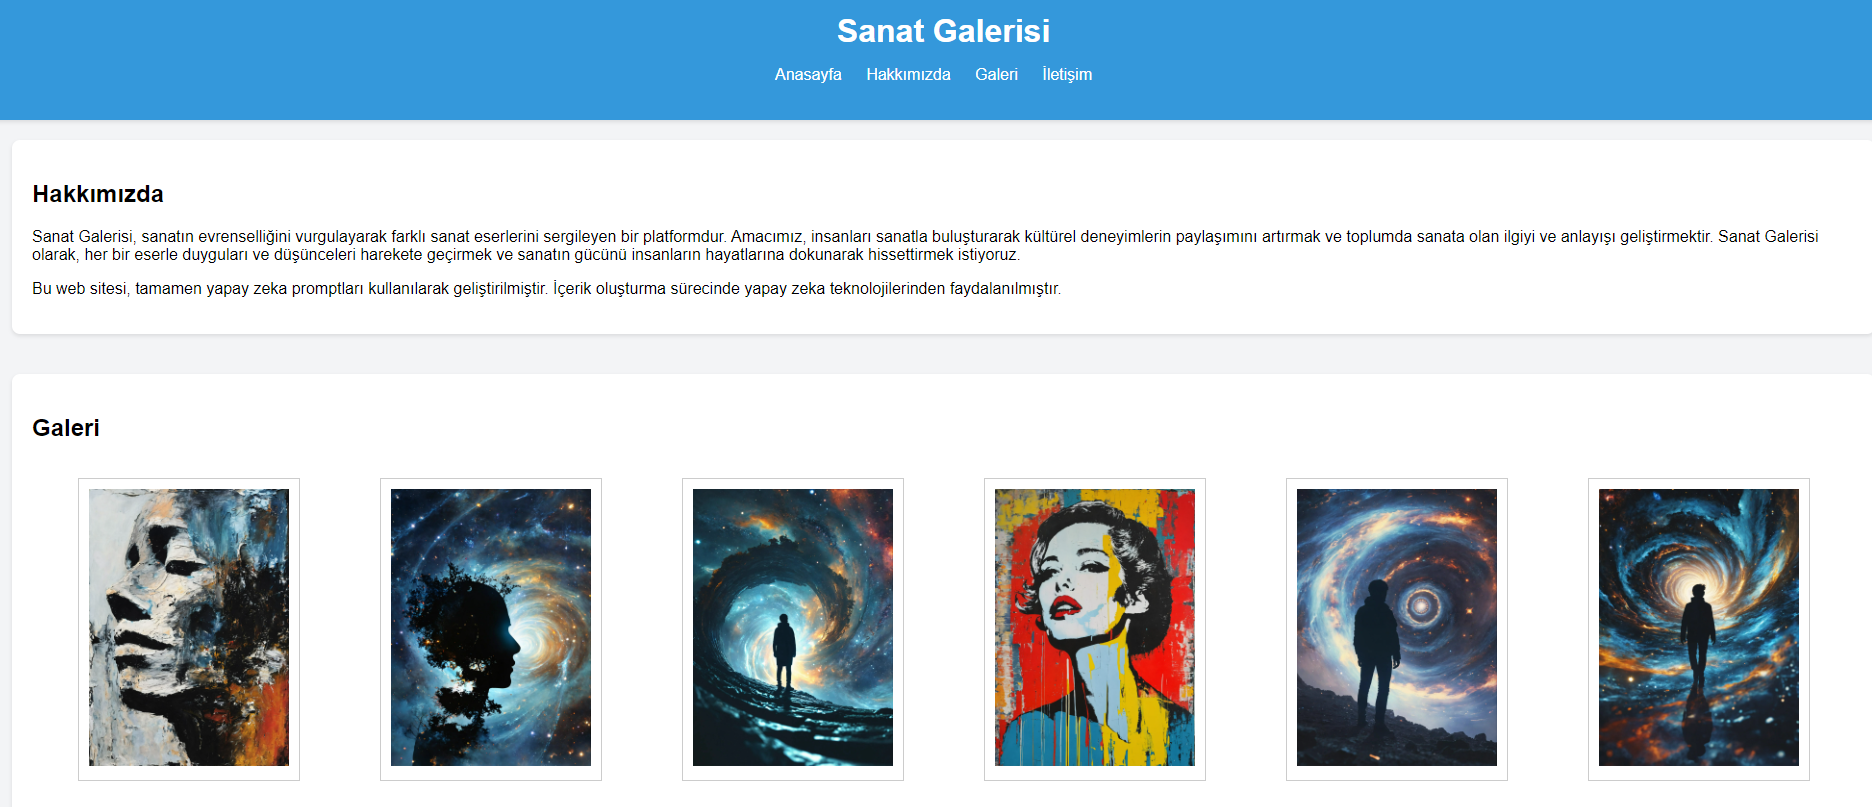 Sanat Galerisi
Anasayfa Hakkımızda Galeri İletişim
Hakkımızda
Sanat Galerisi, sanatın evrenselliğini vurgulayarak farklı sanat eserlerini sergileyen bir platformdur. Amacımız, insanları sanatla buluşturarak kültürel deneyimlerin paylaşımını artırmak ve toplumda sanata olan ilgiyi ve anlayışı geliştirmektir. Sanat Galerisi
olarak, her bir eserle duyguları ve düşünceleri harekete geçirmek ve sanatın gücünü insanların hayatlarına dokunarak hissettirmek istiyoruz.
Bu web sitesi, tamamen yapay zeka promptları kullanılarak geliştirilmiştir. İçerik oluşturma sürecinde yapay zeka teknolojilerinden faydalanılmıştır.
Galeri